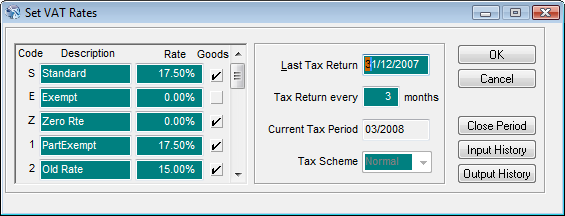 Set VAT Rates
Code Description Rate Goods
S Standard 17.50%
E Exempt 0.00%
Z Zero Rte 0.00%
1 PartExempt 17.50%
2 Old Rate 15.00%
Last Tax Return 31/12/2007
Tax Return every 3 months
Current Tax Period 03/2008
Tax Scheme Normal
OK
Cancel
Close Period
Input History
Output History